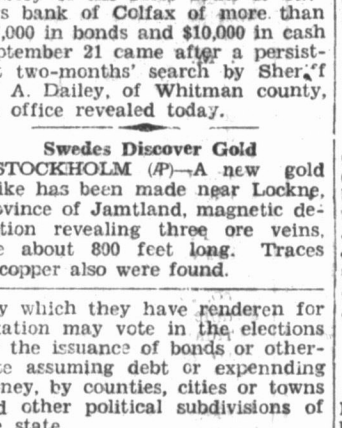 s bank of Colfax of more than
,000 in bonds and $10,000 in cash
ptember 21 came after a persist-
two-months' search by Sheriff
A. Dailey, of Whitman county,
office revealed today.
Swedes Discover Gold
STOCKHOLM (AP)—A new gold
ike has been made near Lockne,
ovince of Jamtland, magnetic de-
tion revealing three ore veins,
e about 800 feet long. Traces
copper also were found.
y which they have renderen for
tation may vote in the elections
the issuance of bonds or other-
e assuming debt or expennding
ney, by counties, cities or towns
d other political subdivisions of
state.